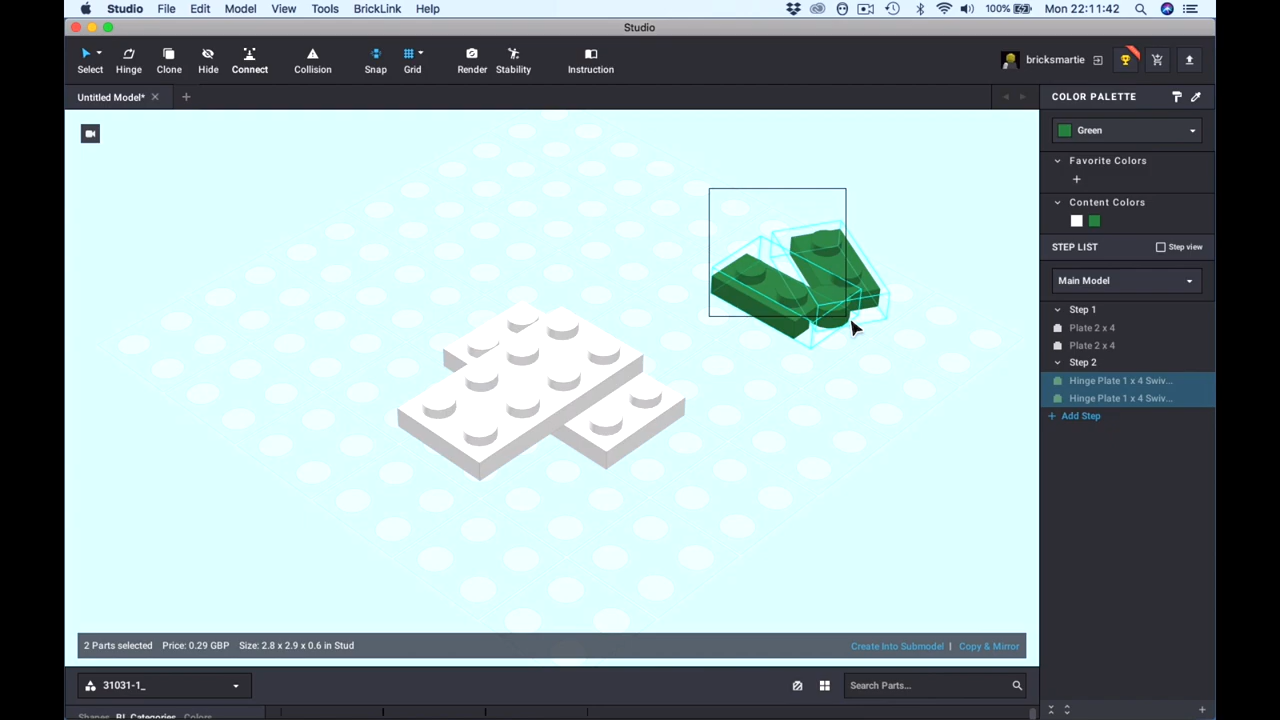 Studio File Edit Model View Tools BrickLink Help 100% Mon 22:11:42
Studio
Select Hinge Clone Hide Connect Collision Snap Grid Render Stability Instruction bricksmartie
Untitled Model* COLOR PALETTE
Green
Favorite Colors
+
Content Colors
STEP LIST Step view
Main Model
Step 1
Plate 2 x 4
Plate 2 x 4
Step 2
Hinge Plate 1 x 4 Swiv...
Hinge Plate 1 x 4 Swiv...
+ Add Step
2 Parts selected Price: 0.29 GBP Size: 2.8 x 2.9 x 0.6 in Stud Create Into Submodel | Copy & Mirror
31031-1_ Search Parts...
Shapes BL Categories Colors